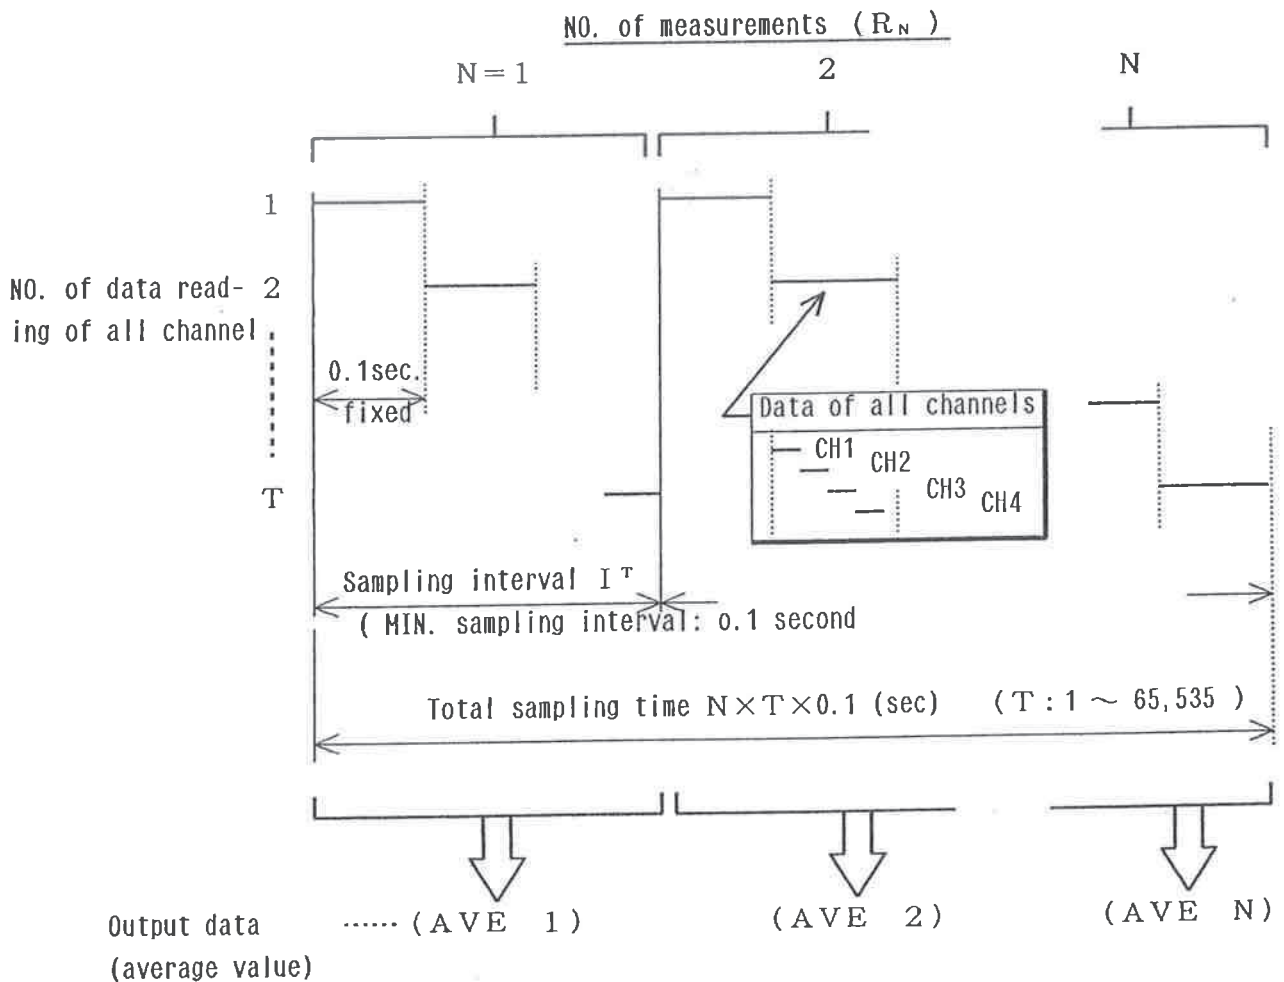 NO. of measurements (RN)
N=1 2 N
1
NO. of data read- 2
ing of all channel
0.1sec.
fixed
Data of all channels
CH1
CH2
CH3
CH4
T
Sampling interval IT
( MIN. sampling interval: 0.1 second
Total sampling time N×T×0.1 (sec) (T:1 ~ 65,535 )
Output data ...... (AVE 1) (AVE 2) (AVE N)
(average value)